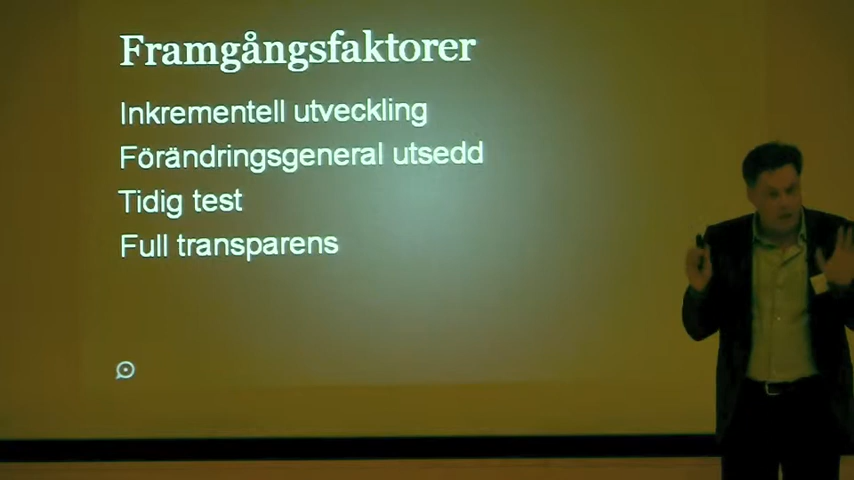 Framgångsfaktorer
Inkrementell utveckling
Förändringsgeneral utsedd
Tidig test
Full transparens